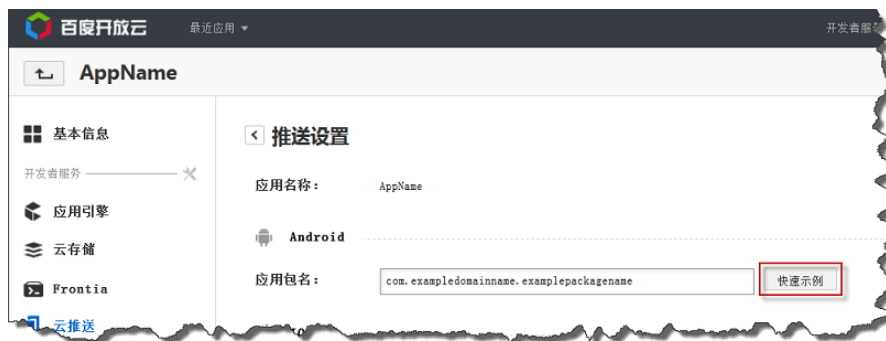 百度开放云 最近应用 开发者服
AppName
基本信息
开发者服务
应用引擎
云存储
Frontia
云推送
推送设置
应用名称： AppName
Android
应用包名： com.exampledomainname.examplepackagename 快速示例